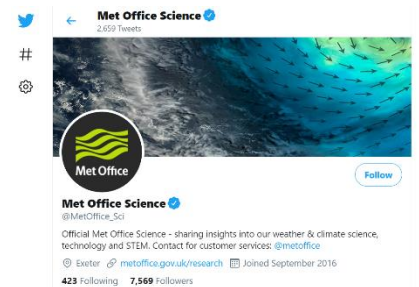 Met Office Science
2,659 Tweets
Met Office
Follow
Met Office Science
@MetOffice_Sci
Official Met Office Science - sharing insights into our weather & climate science,
technology and STEM. Contact for customer services: @metoffice
Exeter metoffice.gov.uk/research Joined September 2016
423 Following 7,569 Followers